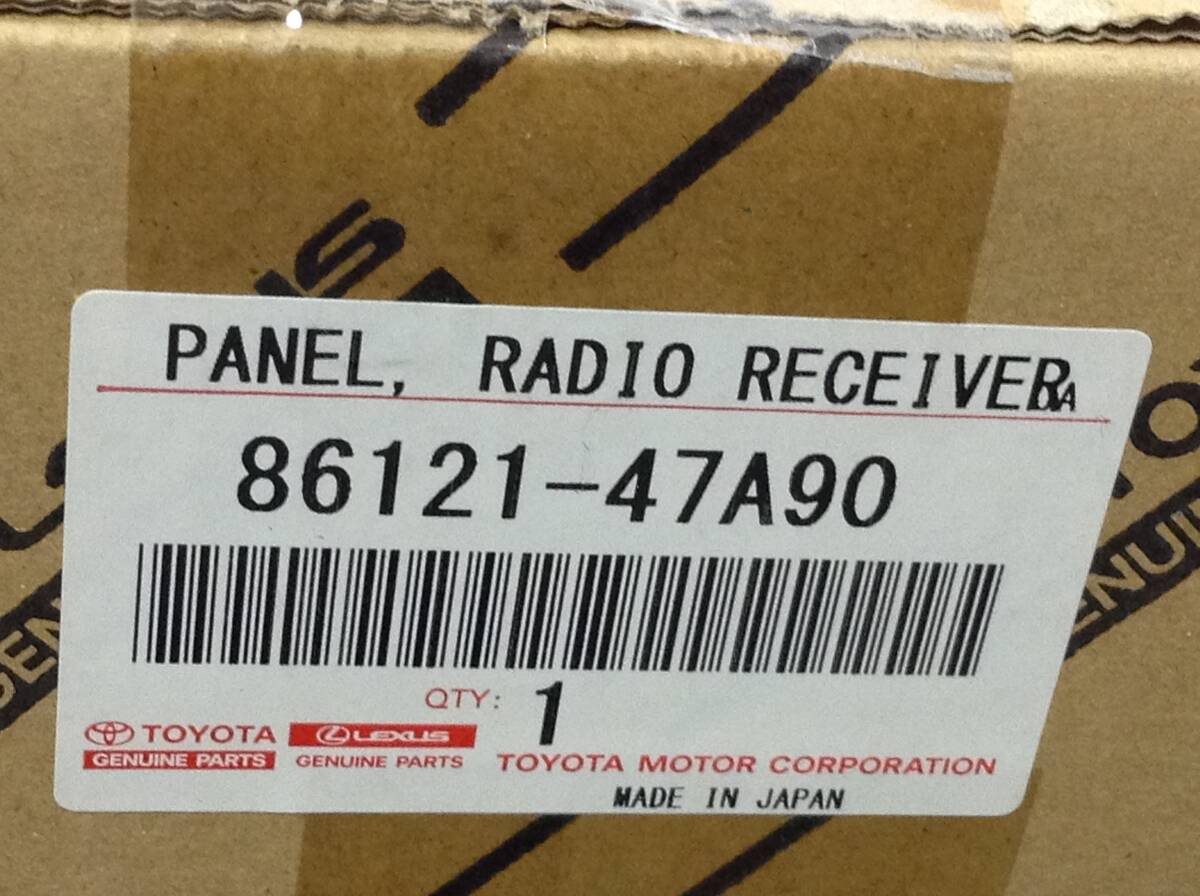 PANEL, RADIO RECEIVER
86121-47A90
QTY: 1
TOYOTA LEXUS
GENUINE PARTS GENUINE PARTS
TOYOTA MOTOR CORPORATION
MADE IN JAPAN